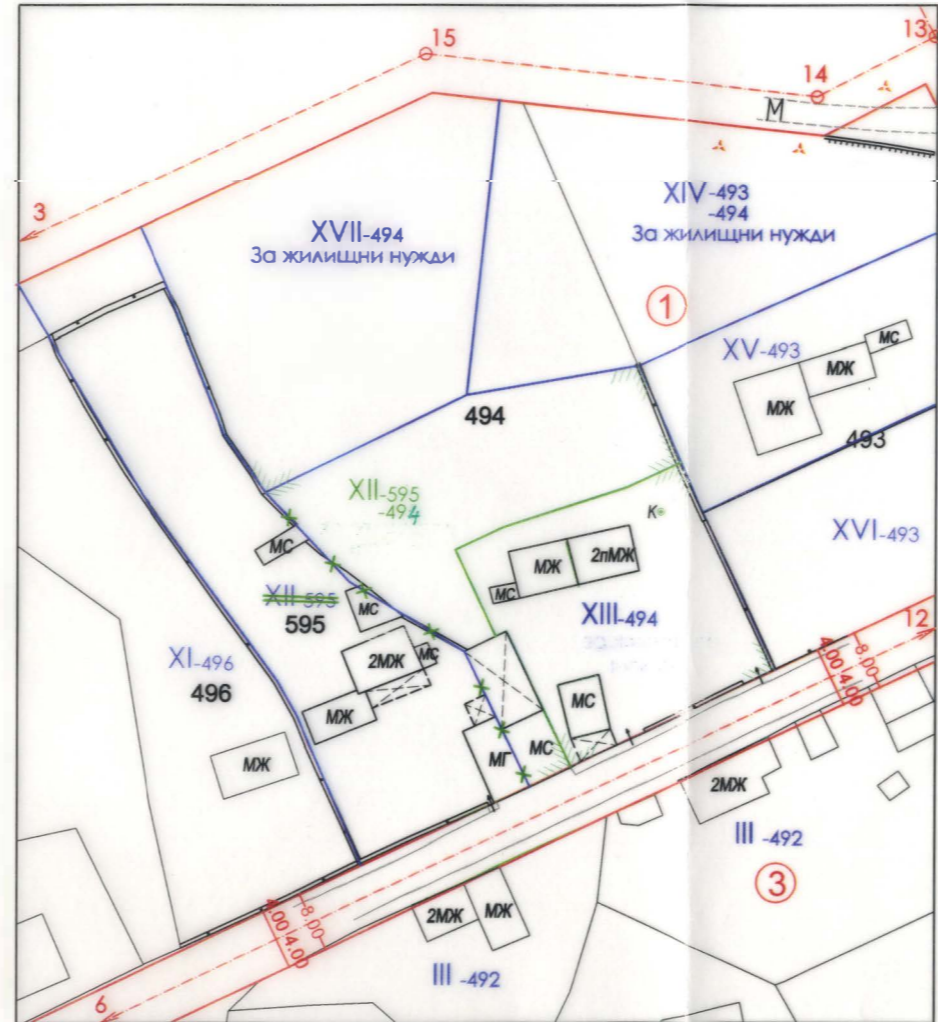 13
15
14
M
3
XVII-494
За жилищни нужди
XIV-493
-494
За жилищни нужди
1
XV-493
МС
МЖ
МЖ
494
493
XII-595
-494
К
XVI-493
МС
МЖ
2пМЖ
МС
XII-595
595
МС
XIII-494
12
XI-496
496
2МЖ
МС
4.00
4.00
8.00
МЖ
МС
МЖ
МГ
МС
2МЖ
III -492
3
4.00
4.00
8.00
2МЖ
МЖ
III -492
6